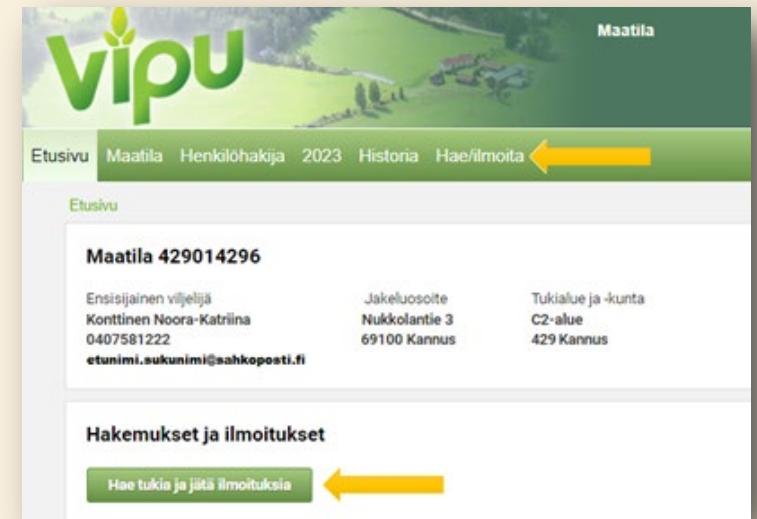 vipu
Maatila
Etusivu Maatila Henkilöhakija 2023 Historia Hae/ilmoita
Etusivu
Maatila 429014296
Ensisijainen viljelijä Jakeluosoite Tukialue ja -kunta
Konttinen Noora-Katriina Nukkolantie 3 C2-alue
0407581222 69100 Kannus 429 Kannus
etunimi.sukunimi@sahkoposti.fi
Hakemukset ja ilmoitukset
Hae tukia ja jätä ilmoituksia